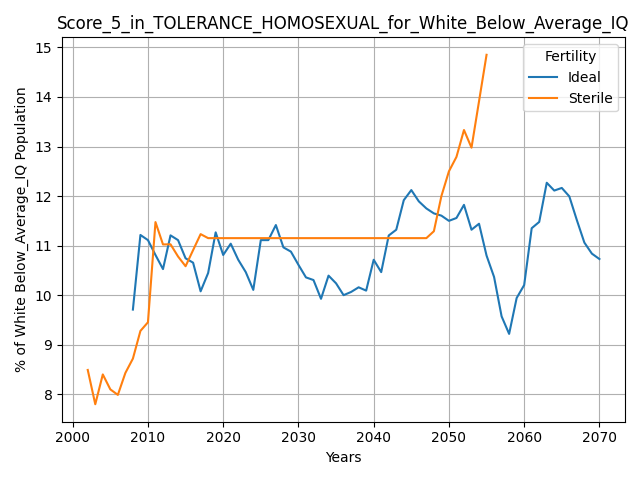 Score_5_in_TOLERANCE_HOMOSEXUAL_for_White_Below_Average_IQ
15
14
13
12
11
10
9
8
% of White Below_Average_IQ Population
Fertility
Ideal
Sterile
2000 2010 2020 2030 2040 2050 2060 2070
Years